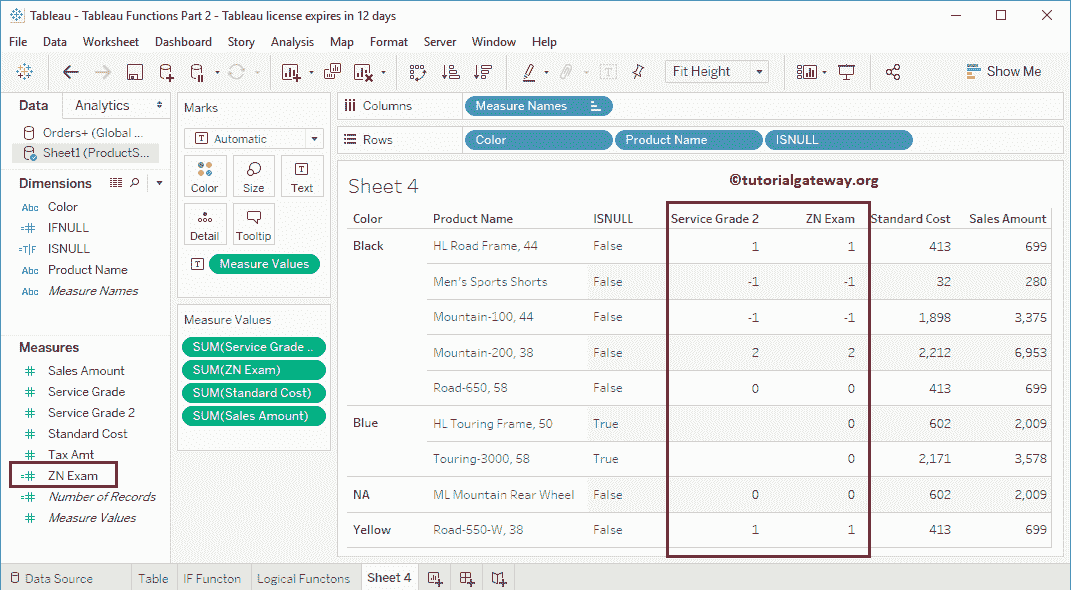 Tableau - Tableau Functions Part 2 - Tableau license expires in 12 days
File Data Worksheet Dashboard Story Analysis Map Format Server Window Help
Fit Height
Show Me
Data Analytics
Orders+ (Global ...
Sheet1 (ProductS...
Dimensions
Abc Color
=# IFNULL
=T|F ISNULL
Abc Product Name
Abc Measure Names
Measures
# Sales Amount
# Service Grade
# Service Grade 2
# Standard Cost
# Tax Amt
=# ZN Exam
=# Number of Records
# Measure Values
Marks
T Automatic
Color Size Text
Detail Tooltip
T Measure Values
Measure Values
SUM(Service Grade ..
SUM(ZN Exam)
SUM(Standard Cost)
SUM(Sales Amount)
Columns Measure Names
Rows Color Product Name ISNULL
Sheet 4
©tutorialgateway.org
Color Product Name ISNULL Service Grade 2 ZN Exam Standard Cost Sales Amount
Black HL Road Frame, 44 False 1 1 413 699
Men's Sports Shorts False -1 -1 32 280
Mountain-100, 44 False -1 -1 1,898 3,375
Mountain-200, 38 False 2 2 2,212 6,953
Road-650, 58 False 0 0 413 699
Blue HL Touring Frame, 50 True 0 602 2,009
Touring-3000, 58 True 0 2,171 3,578
NA ML Mountain Rear Wheel False 0 0 602 2,009
Yellow Road-550-W, 38 False 1 1 413 699
Data Source Table IF Functon Logical Functons Sheet 4